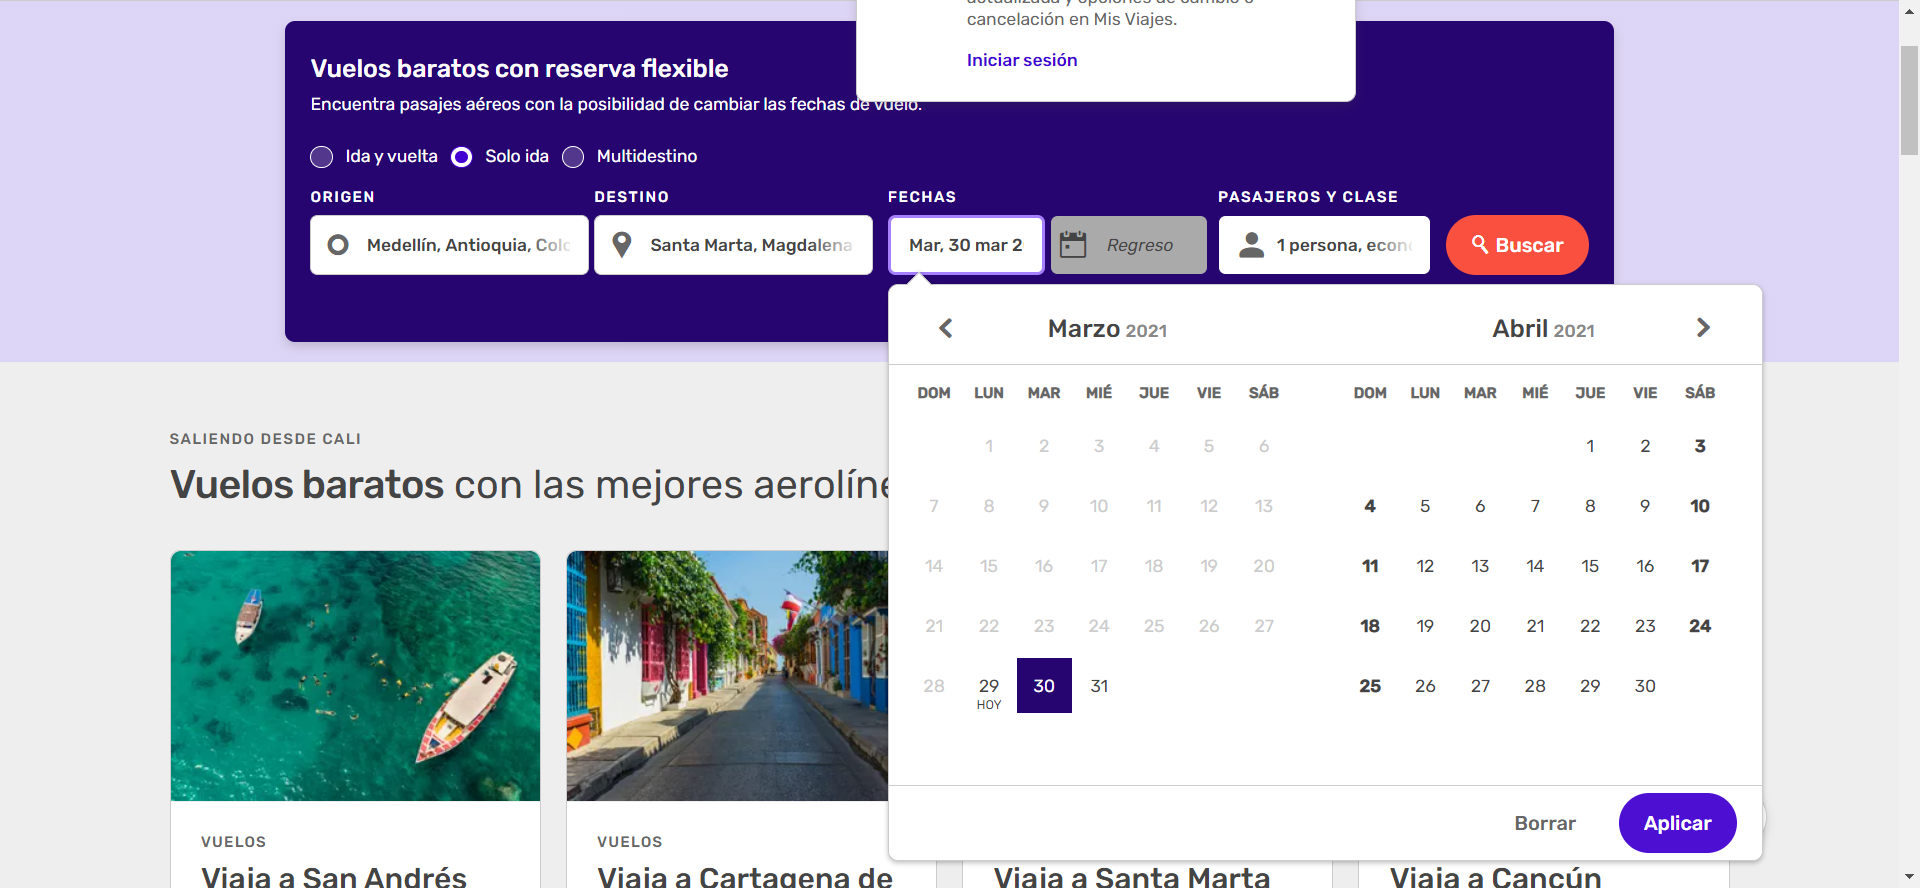 cancelación en Mis Viajes.
Iniciar sesión
Vuelos baratos con reserva flexible
Encuentra pasajes aéreos con la posibilidad de cambiar las fechas de vuelo.
Ida y vuelta Solo ida Multidestino
ORIGEN DESTINO FECHAS PASAJEROS Y CLASE
Medellín, Antioquia, Colo Santa Marta, Magdalena Mar, 30 mar 2 Regreso 1 persona, econ Buscar
Marzo 2021 Abril 2021
DOM LUN MAR MIÉ JUE VIE SÁB DOM LUN MAR MIÉ JUE VIE SÁB
1 2 3 4 5 6 1 2 3
7 8 9 10 11 12 13 4 5 6 7 8 9 10
14 15 16 17 18 19 20 11 12 13 14 15 16 17
21 22 23 24 25 26 27 18 19 20 21 22 23 24
28 29 30 31 25 26 27 28 29 30
HOY
Borrar Aplicar
SALIENDO DESDE CALI
Vuelos baratos con las mejores aerolíne
VUELOS VUELOS
Viaja a San Andrés Viaja a Cartagena de Viaja a Santa Marta Viaja a Cancún